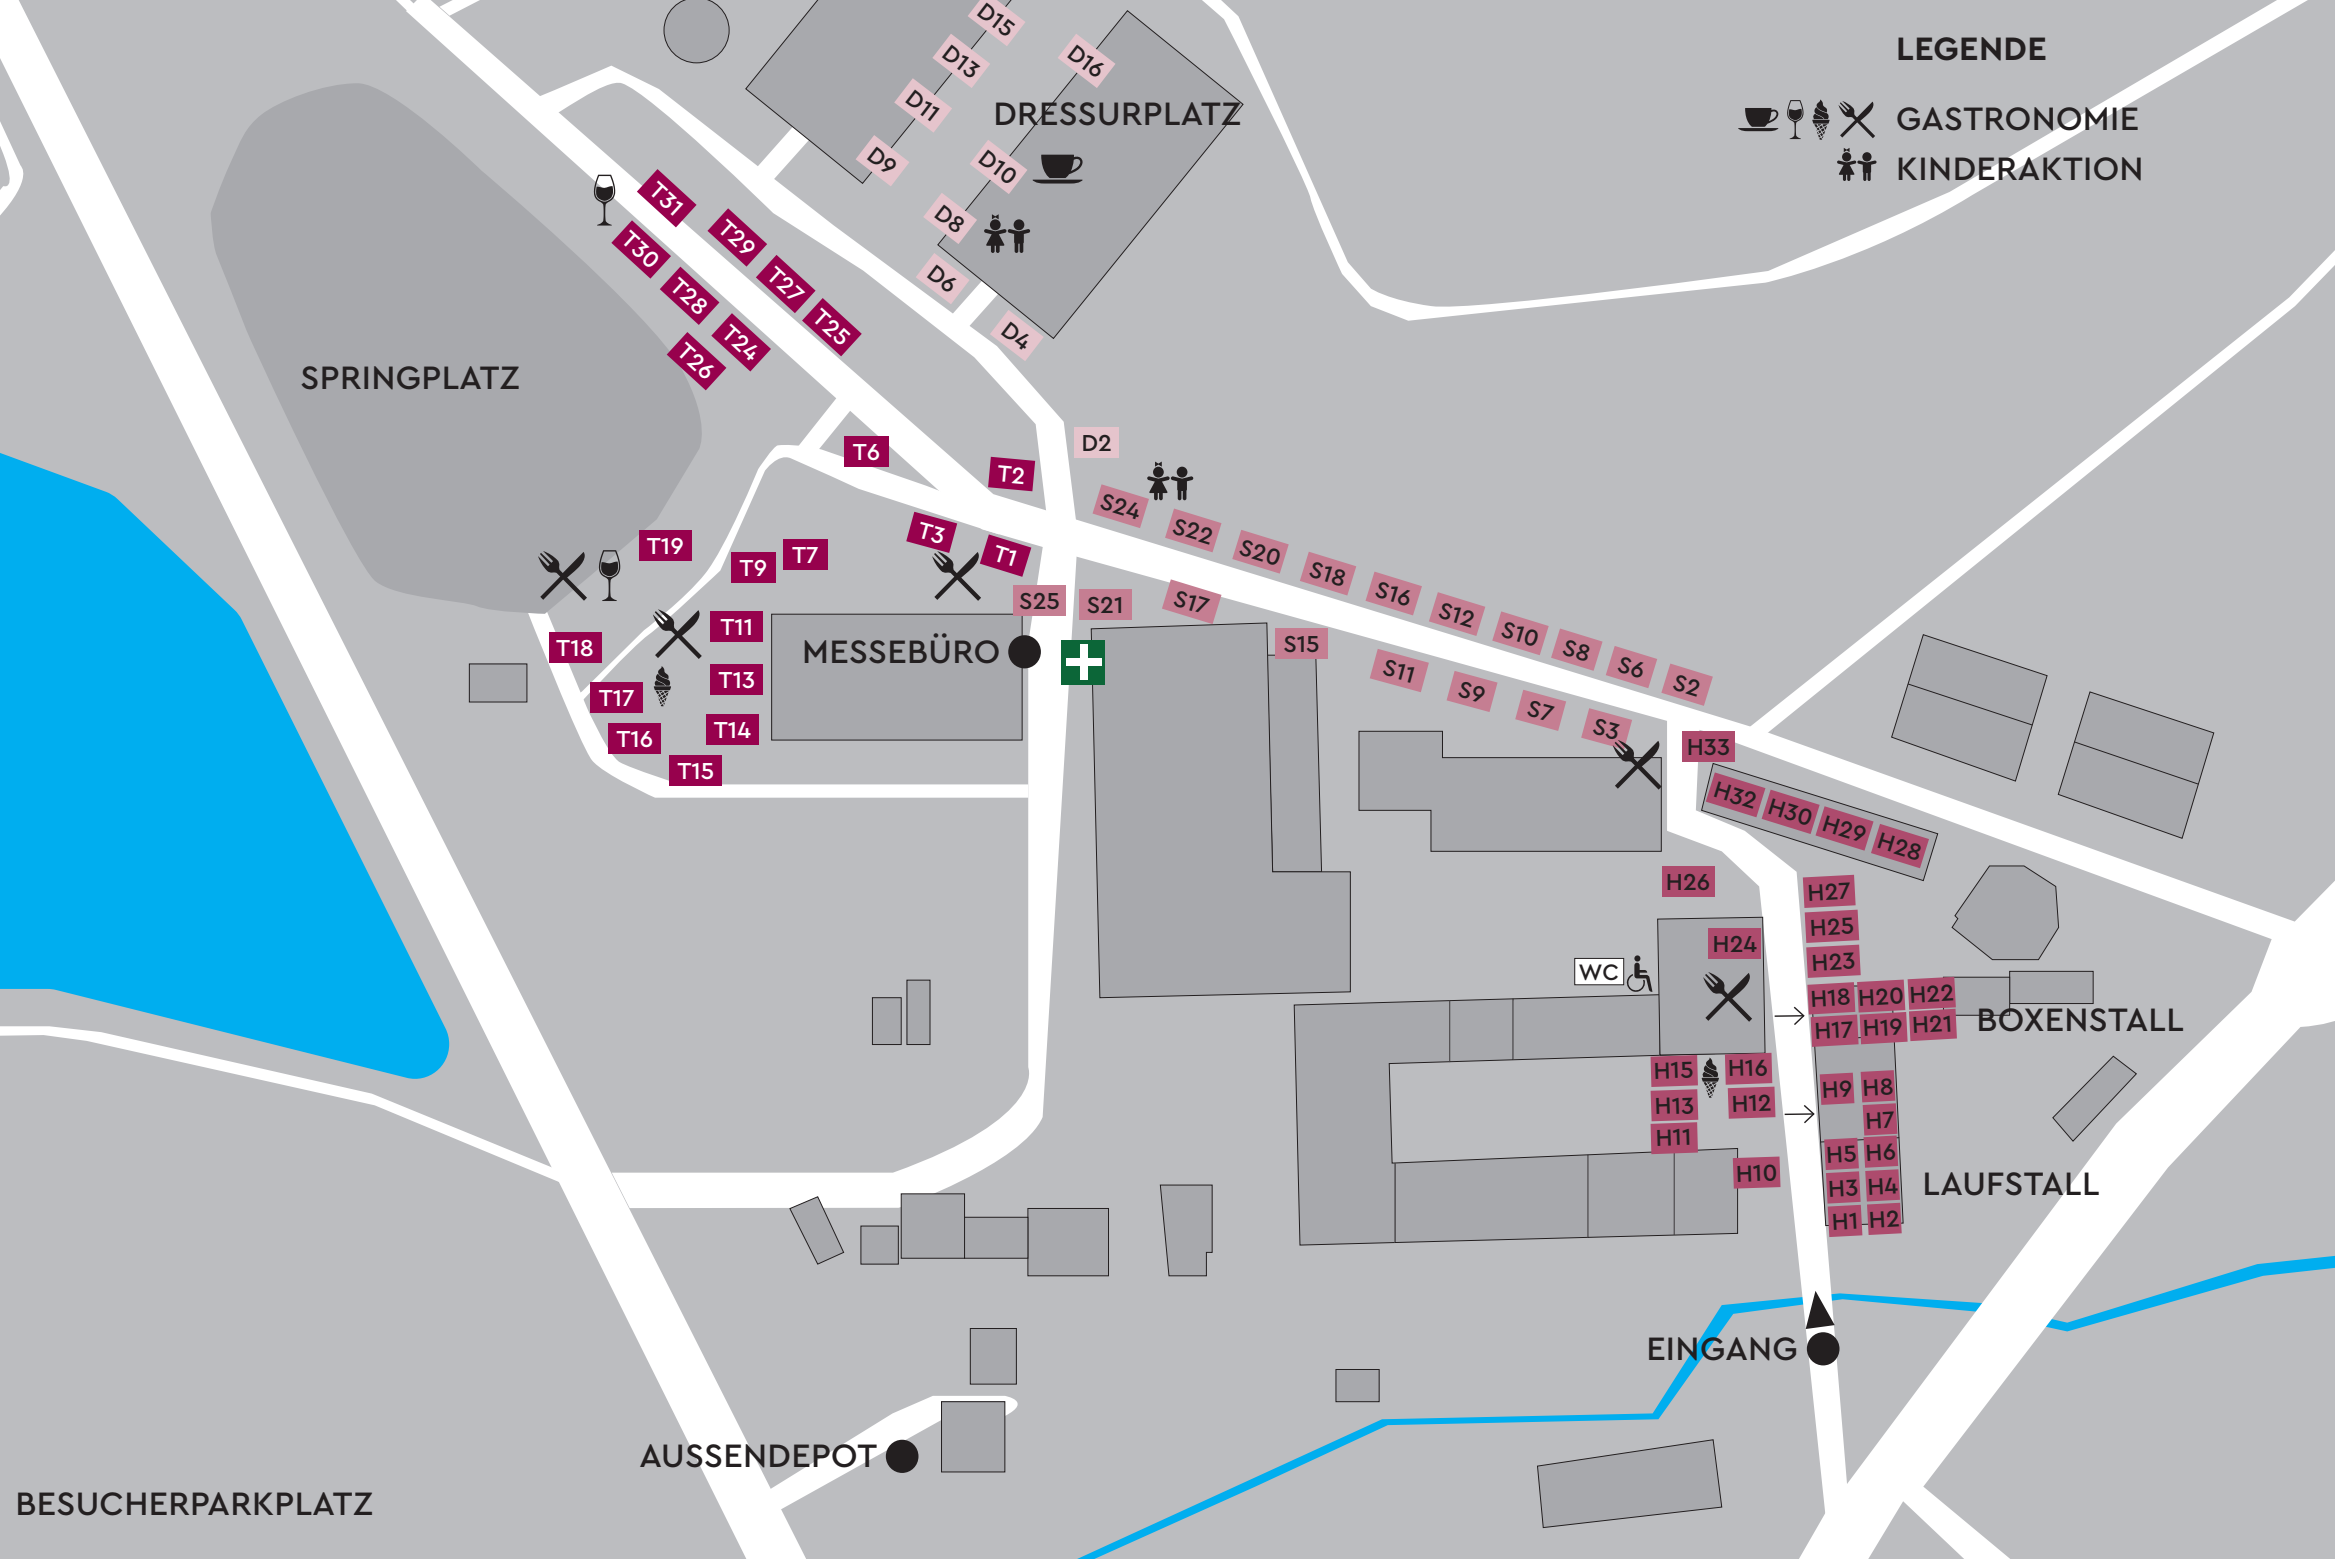 LEGENDE
GASTRONOMIE
KINDERAKTION
D15
D13
D16
D11
DRESSURPLATZ
D9
D10
D8
D6
D4
D2
T31
T29
T30
T27
T28
T25
T24
T26
SPRINGPLATZ
T6
T2
T3
T1
T19
T7
T9
T11
T18
T13
T17
T14
T16
T15
MESSEBÜRO
S25
S21
S24
S22
S20
S18
S16
S12
S10
S8
S6
S2
S17
S15
S11
S9
S7
S3
H33
H32
H30
H29
H28
H26
H27
H25
H24
H23
WC
H18
H20
H22
H17
H19
H21
BOXENSTALL
H15
H16
H13
H12
H11
H10
H9
H8
H7
H5
H6
H3
H4
H1
H2
LAUFSTALL
EINGANG
AUSSENDEPOT
BESUCHERPARKPLATZ